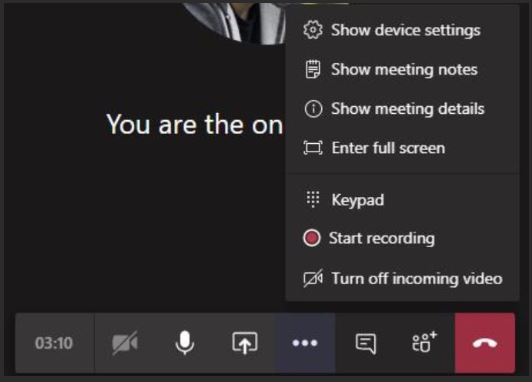 Show device settings
Show meeting notes
Show meeting details
You are the on
Enter full screen
Keypad
Start recording
Turn off incoming video
03:10